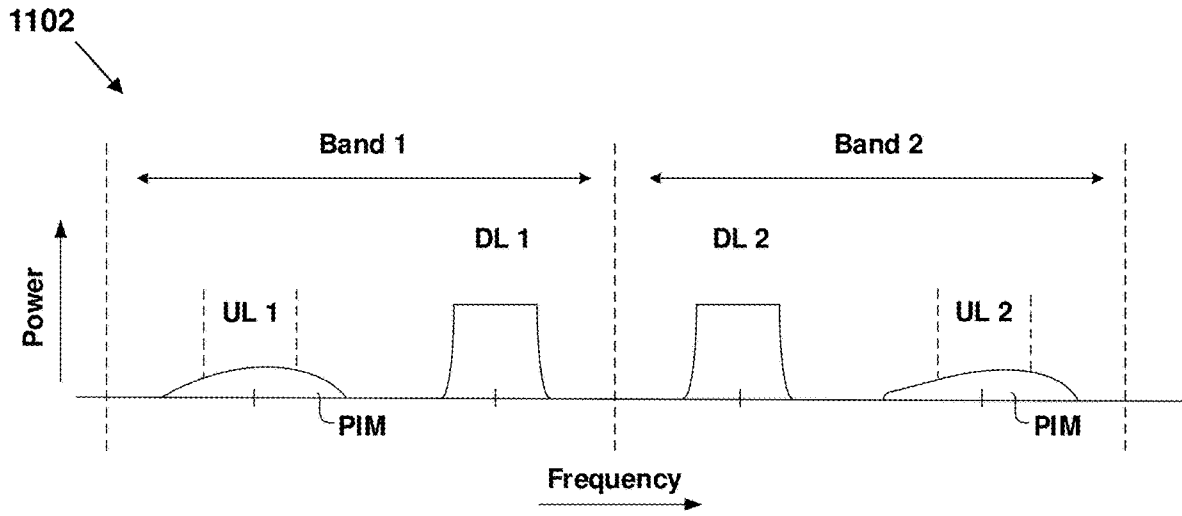 1102
Band 1
Band 2
DL 1
DL 2
Power
UL 1
UL 2
PIM
PIM
Frequency